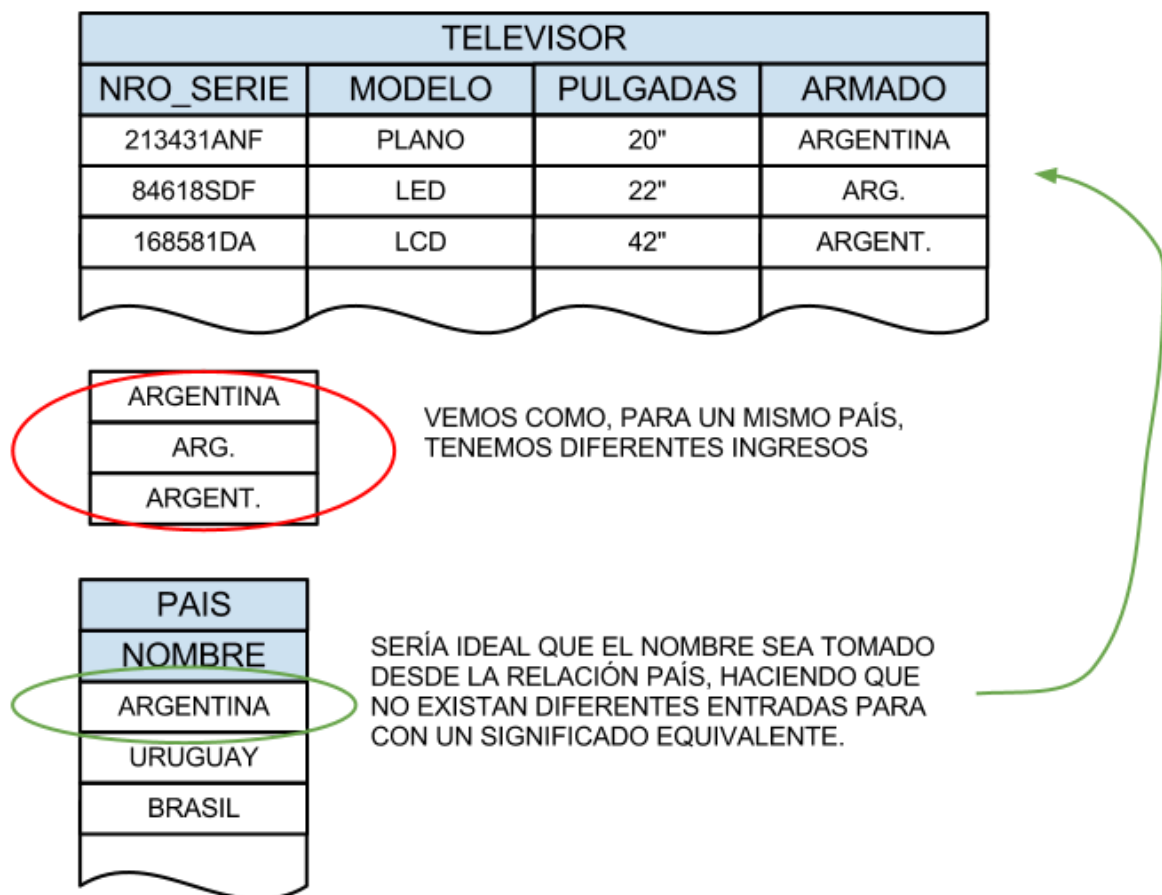 TELEVISOR
NRO_SERIE MODELO PULGADAS ARMADO
213431ANF PLANO 20" ARGENTINA
84618SDF LED 22" ARG.
168581DA LCD 42" ARGENT.
ARGENTINA
ARG.
ARGENT.
VEMOS COMO, PARA UN MISMO PAÍS,
TENEMOS DIFERENTES INGRESOS
PAIS
NOMBRE
ARGENTINA
URUGUAY
BRASIL
SERÍA IDEAL QUE EL NOMBRE SEA TOMADO
DESDE LA RELACIÓN PAÍS, HACIENDO QUE
NO EXISTAN DIFERENTES ENTRADAS PARA
CON UN SIGNIFICADO EQUIVALENTE.